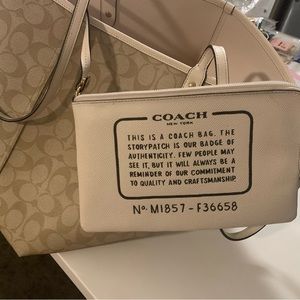 COACH
NEW YORK
THIS IS A COACH BAG. THE
STORYPATCH IS OUR BADGE OF
AUTHENTICITY. FEW PEOPLE MAY
SEE IT, BUT IT WILL ALWAYS BE A
REMINDER OF OUR COMMITMENT
TO QUALITY AND CRAFTSMANSHIP.
No. M1857-F36658